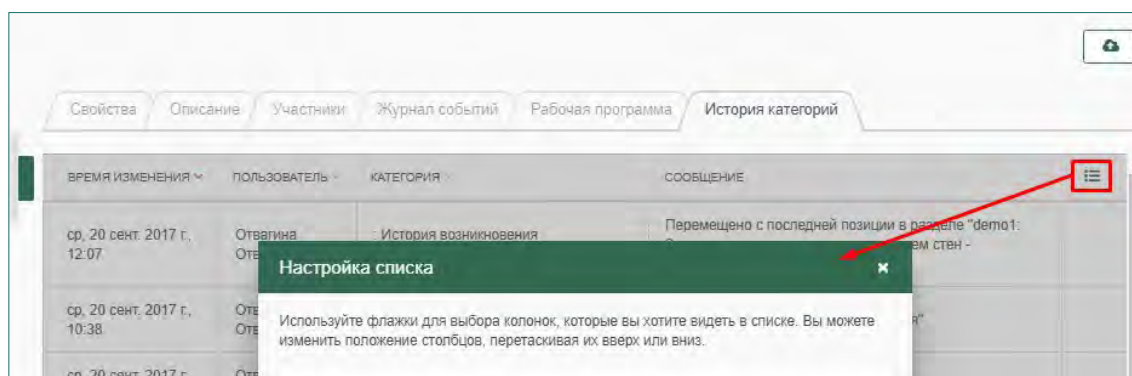 Свойства Описание Участники Журнал событий Рабочая программа История категорий
ВРЕМЯ ИЗМЕНЕНИЯ ПОЛЬЗОВАТЕЛЬ КАТЕГОРИЯ СООБЩЕНИЕ
ср, 20 сент. 2017 г., Отвагина История возникновения Перемещено с последней позиции в разделе "demo1:
12:07 ем стен -
Настройка списка
ср, 20 сент. 2017 г.,
10:38
Используйте флажки для выбора колонок, которые вы хотите видеть в списке. Вы можете
изменить положение столбцов, перетаскивая их вверх или вниз.
ср, 20 сент. 2017 г.